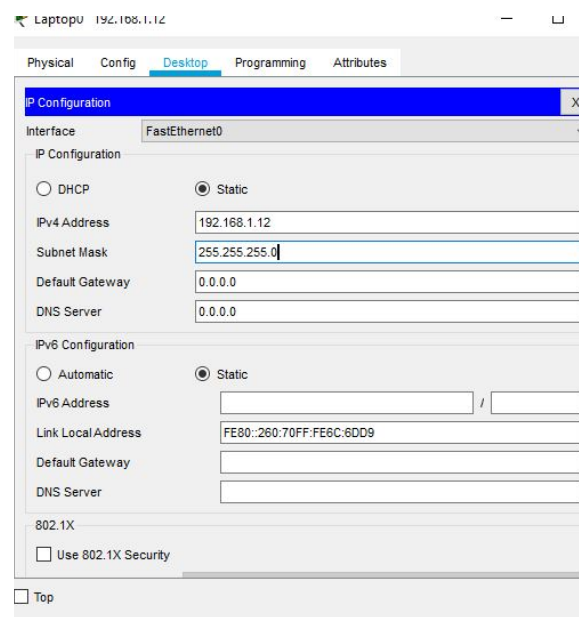 Laptop0 192.168.1.12
Physical Config Desktop Programming Attributes
IP Configuration X
Interface FastEthernet0
IP Configuration
DHCP Static
IPv4 Address 192.168.1.12
Subnet Mask 255.255.255.0
Default Gateway 0.0.0.0
DNS Server 0.0.0.0
IPv6 Configuration
Automatic Static
IPv6 Address /
Link Local Address FE80::260:70FF:FE6C:6DD9
Default Gateway
DNS Server
802.1X
Use 802.1X Security
Top